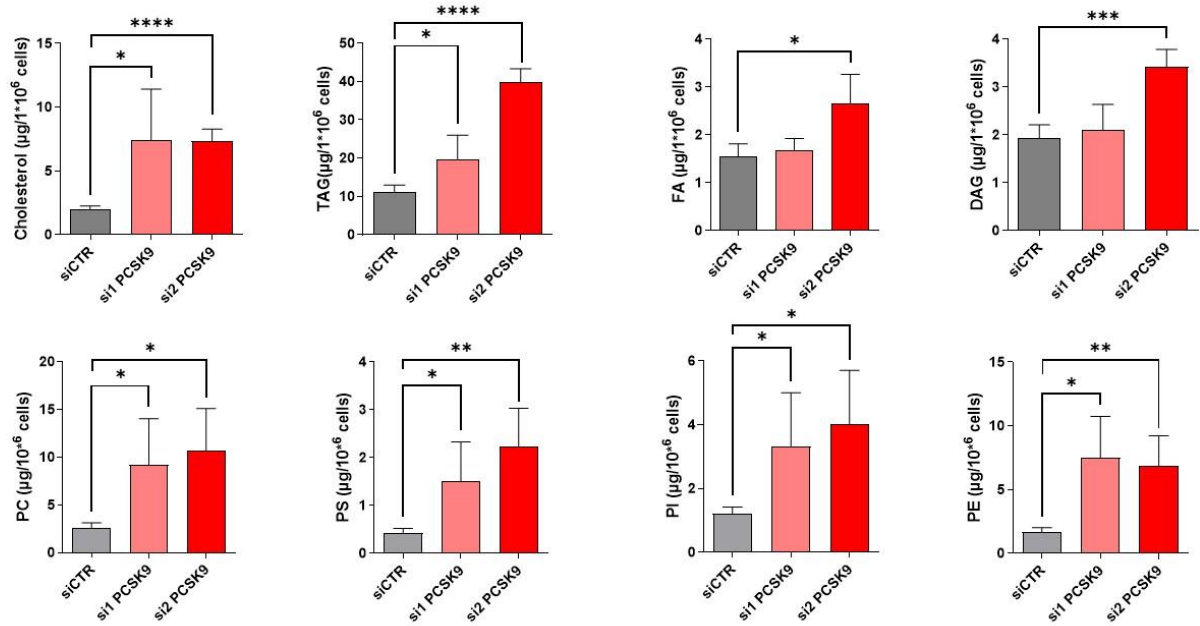 ****
*
Cholesterol (µg/1*10⁶ cells)
15
10
5
0
siCTR
si1 PCSK9
si2 PCSK9
****
*
TAG(µg/1*10⁶ cells)
50
40
30
20
10
0
siCTR
si1 PCSK9
si2 PCSK9
*
FA (µg/1*10⁶ cells)
4
3
2
1
0
siCTR
si1 PCSK9
si2 PCSK9
***
DAG (µg/1*10⁶ cells)
4
3
2
1
0
siCTR
si1 PCSK9
si2 PCSK9
*
*
PC (µg/10*⁶ cells)
20
15
10
5
0
siCTR
si1 PCSK9
si2 PCSK9
**
*
PS (µg/10*⁶ cells)
4
3
2
1
0
siCTR
si1 PCSK9
si2 PCSK9
*
*
PI (µg/10*⁶ cells)
6
4
2
0
siCTR
si1 PCSK9
si2 PCSK9
**
*
PE (µg/10*⁶ cells)
15
10
5
0
siCTR
si1 PCSK9
si2 PCSK9